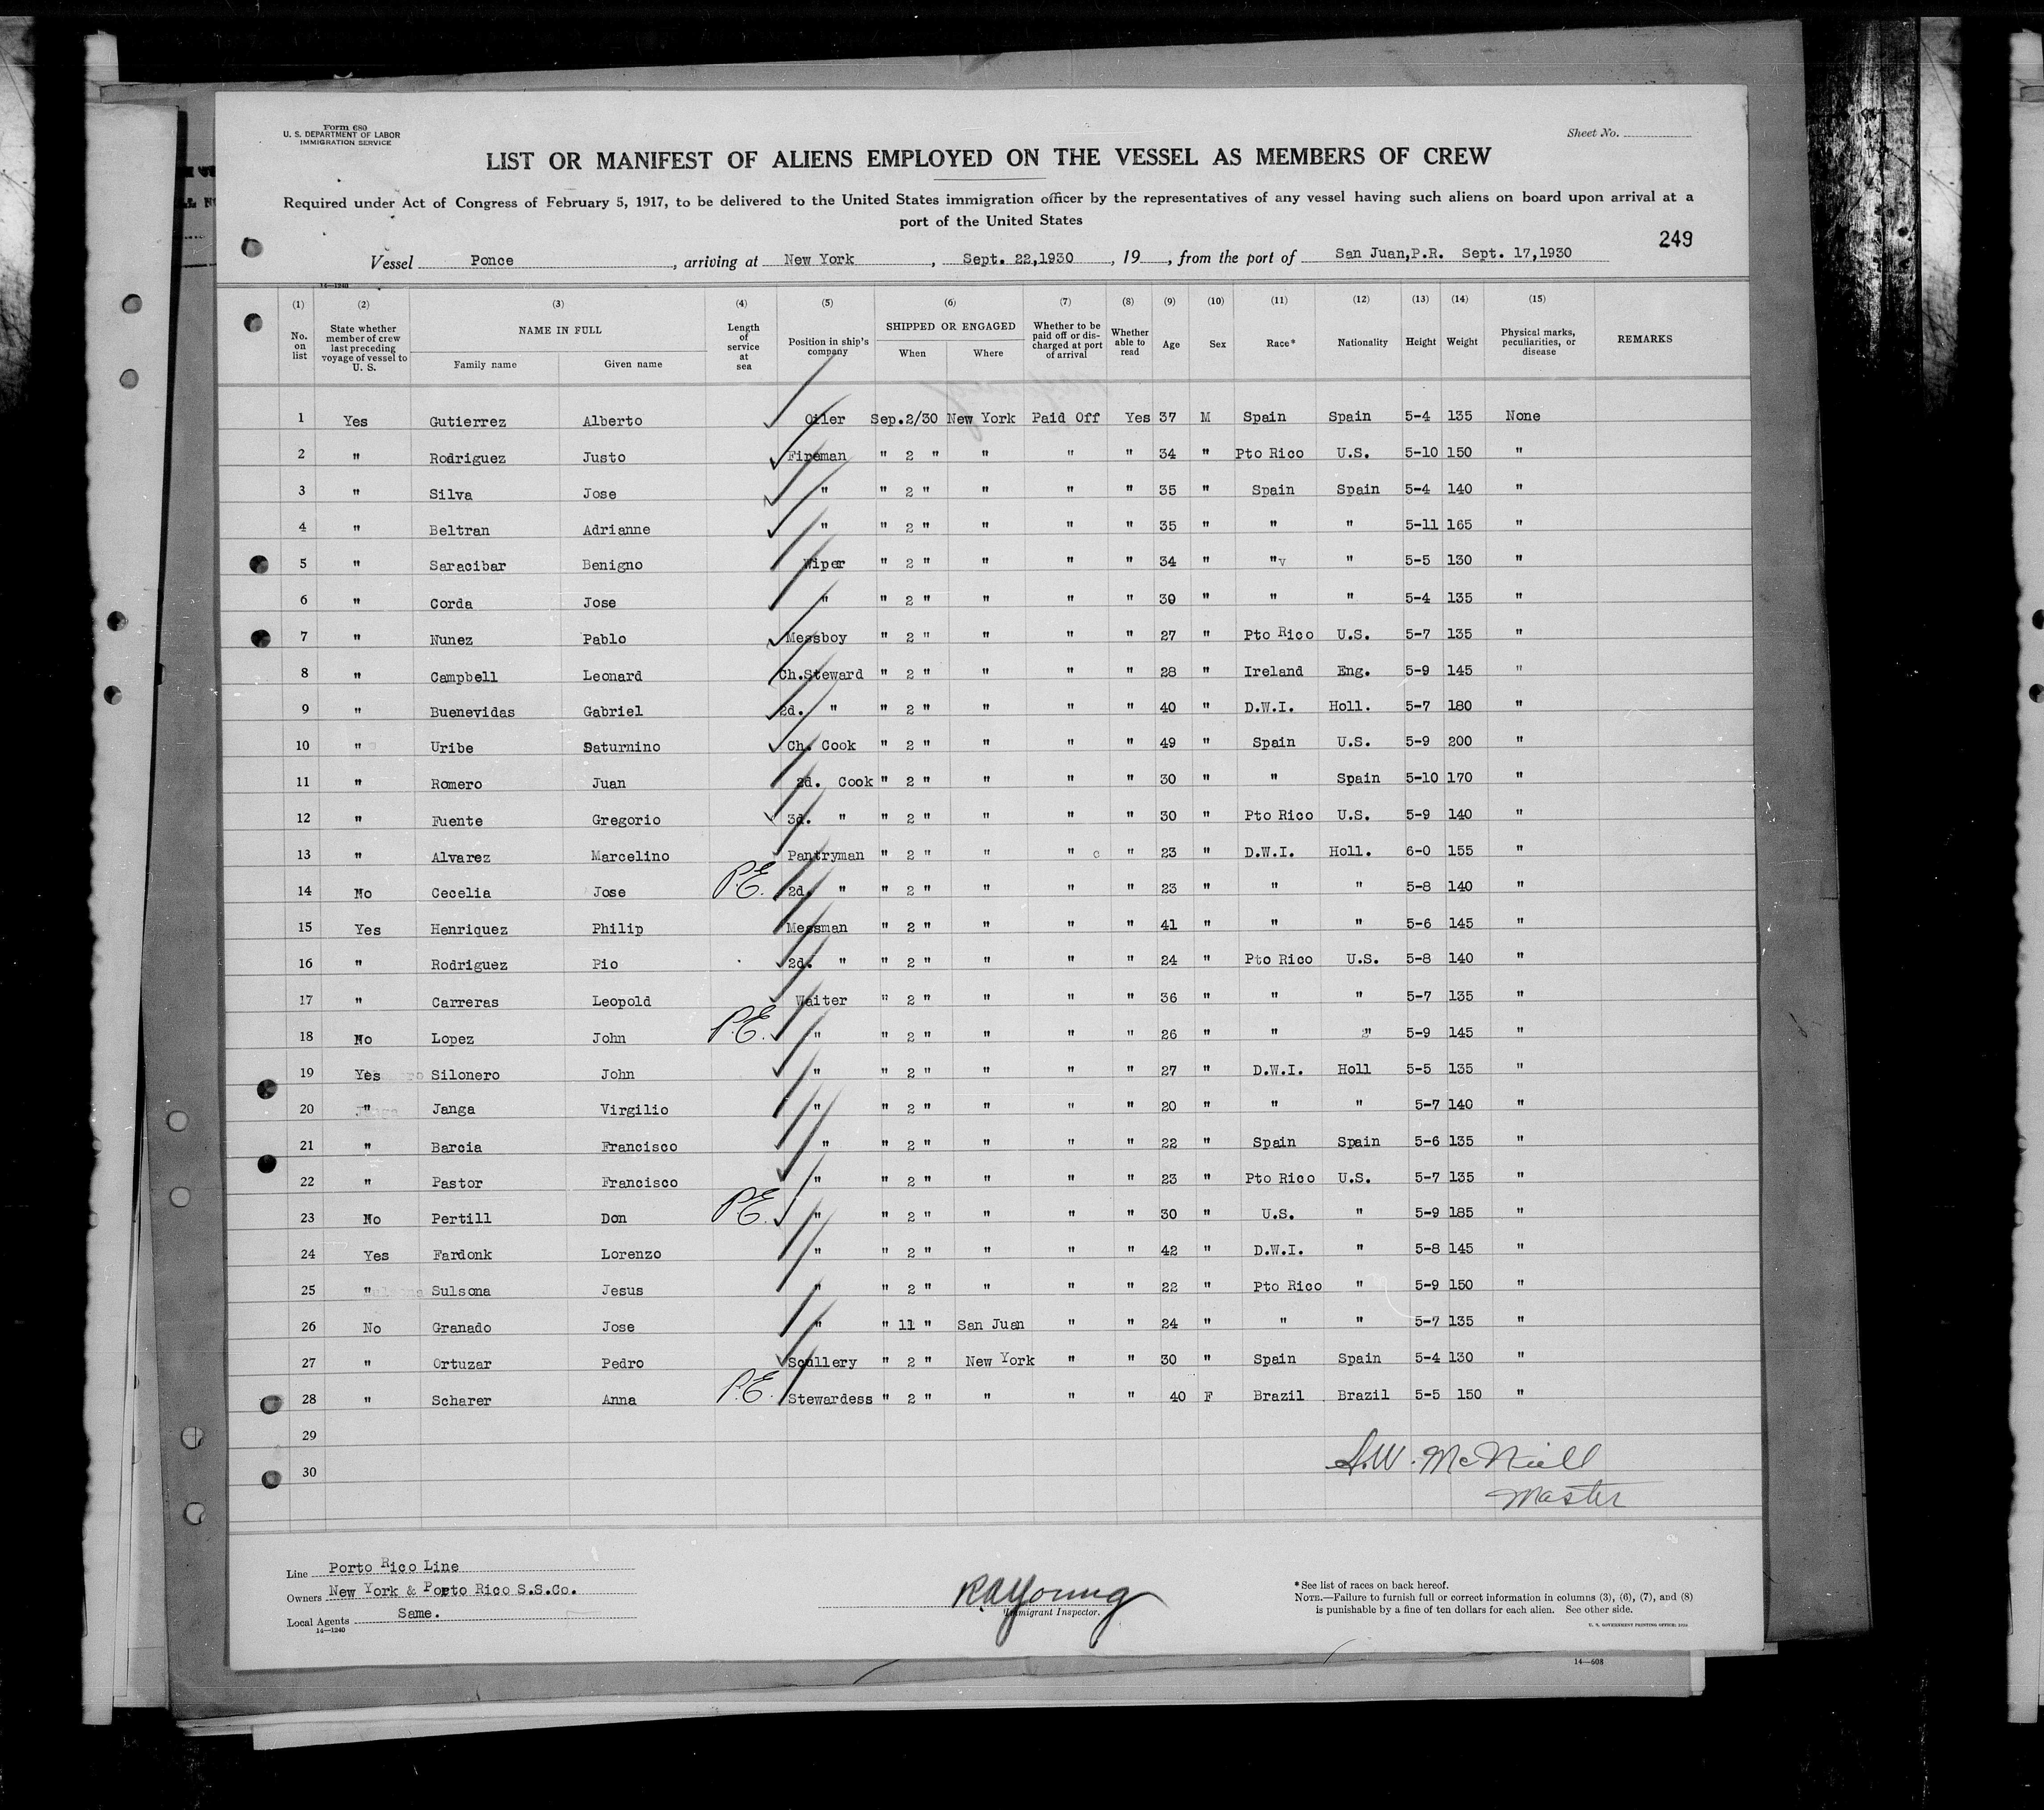 Form 680
U. S. DEPARTMENT OF LABOR
IMMIGRATION SERVICE
Sheet No.
LIST OR MANIFEST OF ALIENS EMPLOYED ON THE VESSEL AS MEMBERS OF CREW
Required under Act of Congress of February 5, 1917, to be delivered to the United States immigration officer by the representatives of any vessel having such aliens on board upon arrival at a
port of the United States
249
Vessel Ponce, arriving at New York, Sept. 22,1930, 19, from the port of San Juan,P.R. Sept. 17,1930
14—1240
(1) (2) (3) (4) (5) (6) (7) (8) (9) (10) (11) (12) (13) (14) (15)
No. on list State whether member of crew last preceding voyage of vessel to U. S. NAME IN FULL Family name Given name Length of service at sea Position in ship's company SHIPPED OR ENGAGED When Where Whether to be paid off or discharged at port of arrival Whether able to read Age Sex Race* Nationality Height Weight Physical marks, peculiarities, or disease REMARKS
1 Yes Gutierrez Alberto Oiler Sep.2/30 New York Paid Off Yes 37 M Spain Spain 5-4 135 None
2 " Rodriguez Justo Fireman " 2 " " " " 34 " Pto Rico U.S. 5-10 150 "
3 " Silva Jose " " 2 " " " " 35 " Spain Spain 5-4 140 "
4 " Beltran Adrianne " " 2 " " " " 35 " " " 5-11 165 "
5 " Saracibar Benigno Wiper " 2 " " " " 34 " "v " 5-5 130 "
6 " Corda Jose " " 2 " " " " 30 " " " 5-4 135 "
7 " Nunez Pablo Messboy " 2 " " " " 27 " Pto Rico U.S. 5-7 135 "
8 " Campbell Leonard Ch.Steward " 2 " " " " 28 " Ireland Eng. 5-9 145 "
9 " Buenevidas Gabriel 2d. " " 2 " " " " 40 " D.W.I. Holl. 5-7 180 "
10 " Uribe Saturnino Ch. Cook " 2 " " " " 49 " Spain U.S. 5-9 200 "
11 " Romero Juan 2d. Cook " 2 " " " " 30 " " Spain 5-10 170 "
12 " Fuente Gregorio 3d. " " 2 " " " " 30 " Pto Rico U.S. 5-9 140 "
13 " Alvarez Marcelino Pantryman " 2 " " " c " 23 " D.W.I. Holl. 6-0 155 "
14 No Cecelia Jose P.E. 2d. " " 2 " " " " 23 " " " 5-8 140 "
15 Yes Henriquez Philip Messman " 2 " " " " 41 " " " 5-6 145 "
16 " Rodriguez Pio 2d. " " 2 " " " " 24 " Pto Rico U.S. 5-8 140 "
17 " Carreras Leopold Waiter " 2 " " " " 36 " " " 5-7 135 "
18 No Lopez John P.E. " " 2 " " " " 26 " " " 5-9 145 "
19 Yes Silonero John " " 2 " " " " 27 " D.W.I. Holl 5-5 135 "
20 " Janga Virgilio " " 2 " " " " 20 " " " 5-7 140 "
21 " Barcia Francisco " " 2 " " " " 22 " Spain Spain 5-6 135 "
22 " Pastor Francisco " " 2 " " " " 23 " Pto Rico U.S. 5-7 135 "
23 No Pertill Don P.E. " " 2 " " " " 30 " U.S. " 5-9 185 "
24 Yes Fardonk Lorenzo " " 2 " " " " 42 " D.W.I. " 5-8 145 "
25 " Sulsona Jesus " " 2 " " " " 22 " Pto Rico " 5-9 150 "
26 No Granado Jose " " 11 " San Juan " " 24 " " " 5-7 135 "
27 " Ortuzar Pedro Scullery " 2 " New York " " 30 " Spain Spain 5-4 130 "
28 " Scharer Anna P.E. Stewardess " 2 " " " " 40 F Brazil Brazil 5-5 150 "
29
30
McNeill
Master
Line Porto Rico Line
Owners New York & Porto Rico S.S.Co.
Local Agents Same.
14—1240
R.A. Young
Immigrant Inspector.
*See list of races on back hereof.
NOTE.—Failure to furnish full or correct information in columns (3), (6), (7), and (8)
is punishable by a fine of ten dollars for each alien. See other side.
14—608